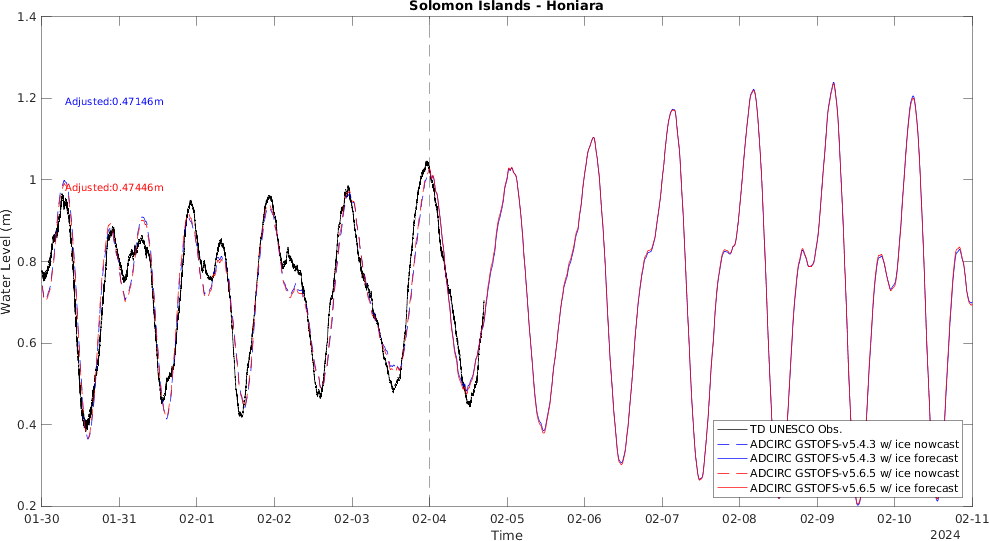 Solomon Islands - Honiara
1.4
1.2
1
0.8
0.6
0.4
0.2
Water Level (m)
Adjusted:0.47146m
Adjusted:0.47446m
TD UNESCO Obs.
ADCIRC GSTOFS-v5.4.3 w/ ice nowcast
ADCIRC GSTOFS-v5.4.3 w/ ice forecast
ADCIRC GSTOFS-v5.6.5 w/ ice nowcast
ADCIRC GSTOFS-v5.6.5 w/ ice forecast
01-30 01-31 02-01 02-02 02-03 02-04 02-05 02-06 02-07 02-08 02-09 02-10 02-11
Time
2024